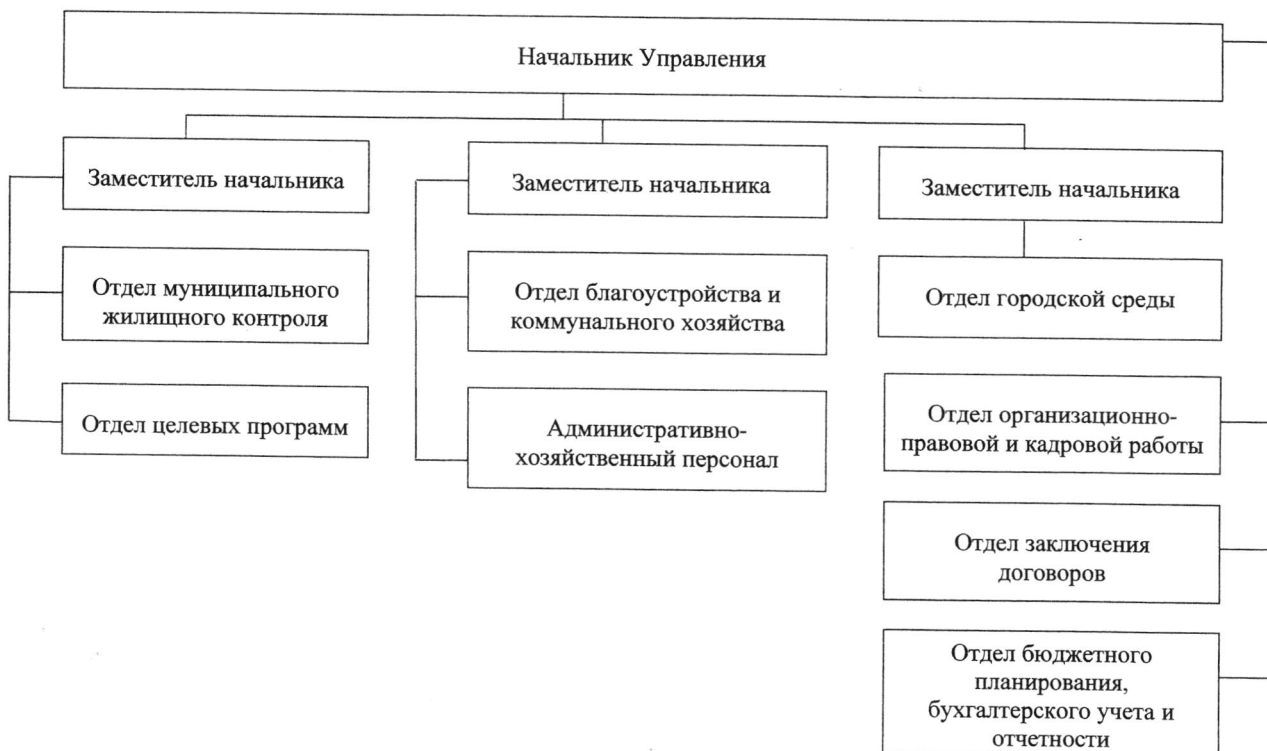 Начальник Управления
Заместитель начальника
Заместитель начальника
Заместитель начальника
Отдел муниципального
жилищного контроля
Отдел благоустройства и
коммунального хозяйства
Отдел городской среды
Отдел целевых программ
Административно-
хозяйственный персонал
Отдел организационно-
правовой и кадровой работы
Отдел заключения
договоров
Отдел бюджетного
планирования,
бухгалтерского учета и
отчетности